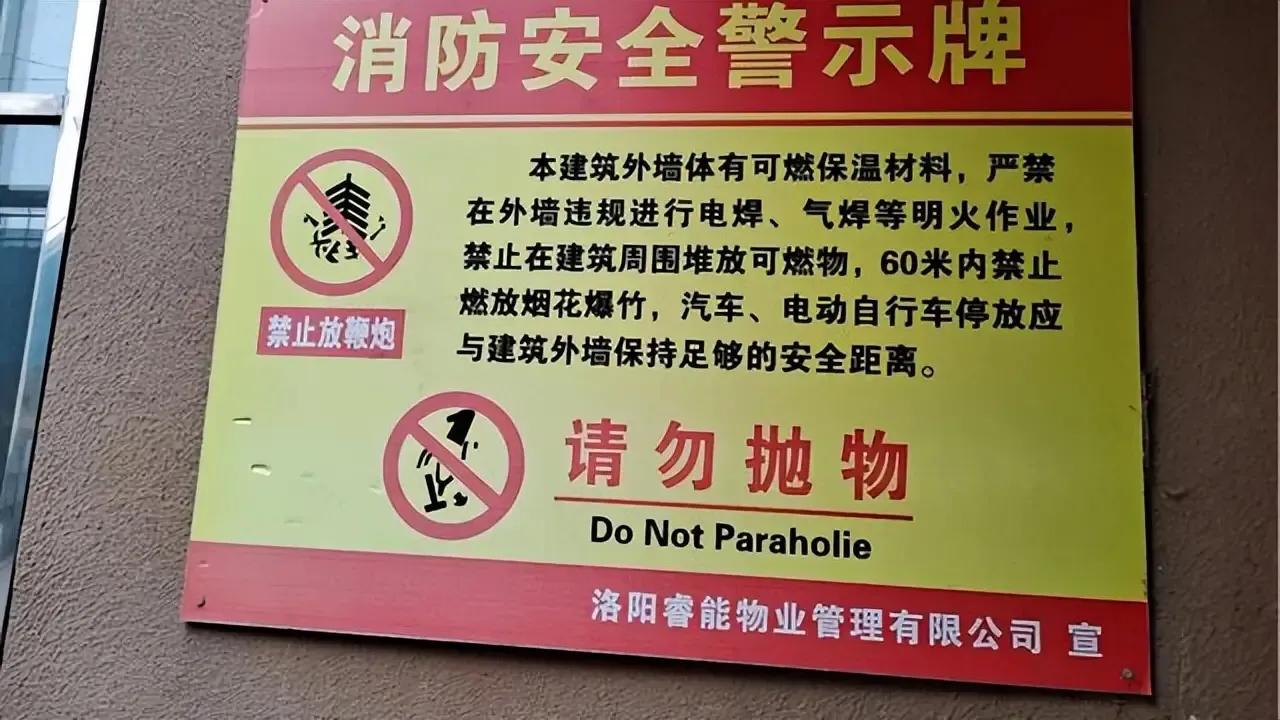 消防安全警示牌
本建筑外墙体有可燃保温材料，严禁
在外墙违规进行电焊、气焊等明火作业，
禁止在建筑周围堆放可燃物，60米内禁止
燃放烟花爆竹，汽车、电动自行车停放应
与建筑外墙保持足够的安全距离。
禁止放鞭炮
请勿抛物
Do Not Paraholie
洛阳睿能物业管理有限公司 宣